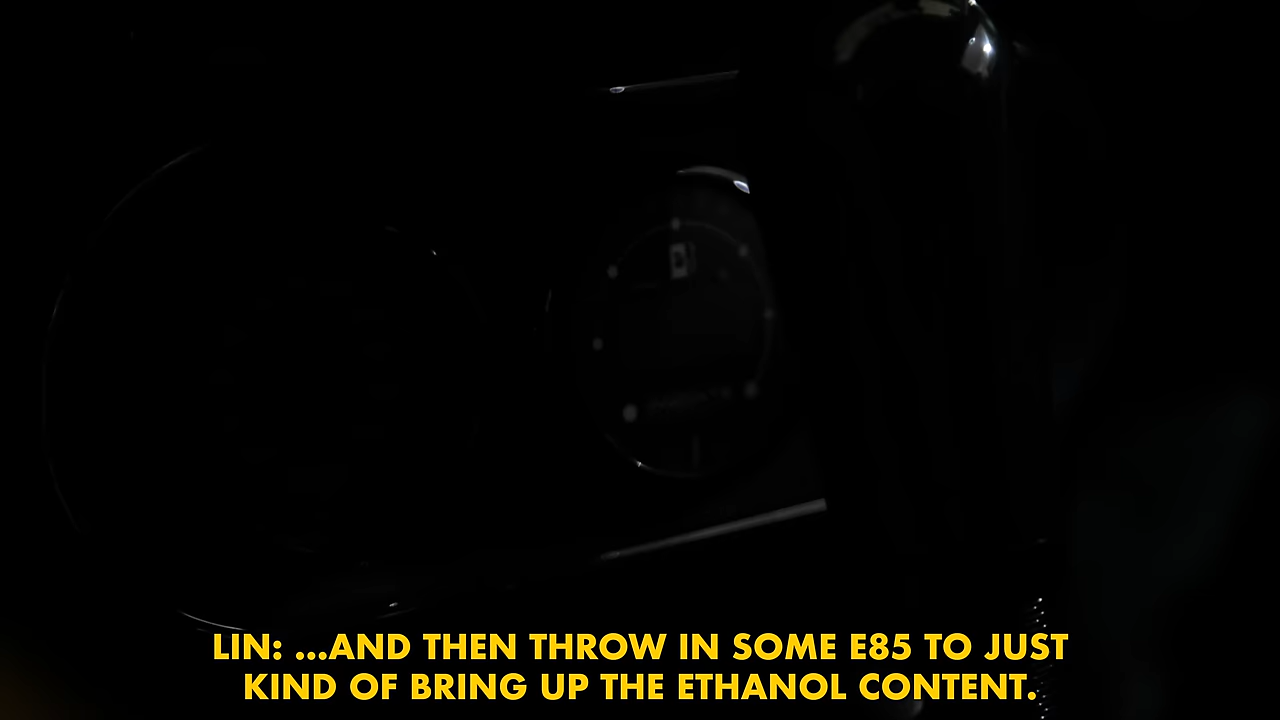 LIN: ...AND THEN THROW IN SOME E85 TO JUST
KIND OF BRING UP THE ETHANOL CONTENT.